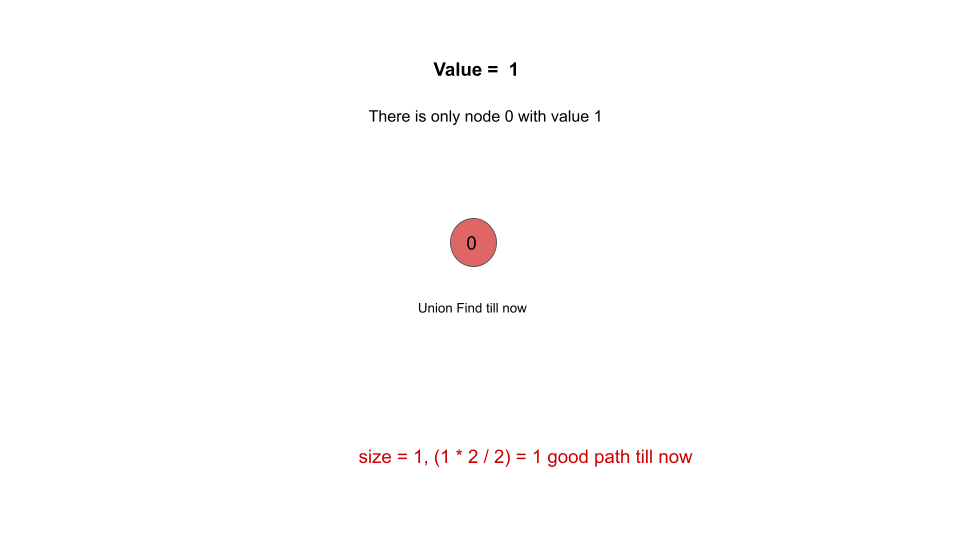 Value = 1
There is only node 0 with value 1
0
Union Find till now
size = 1, (1 * 2 / 2) = 1 good path till now